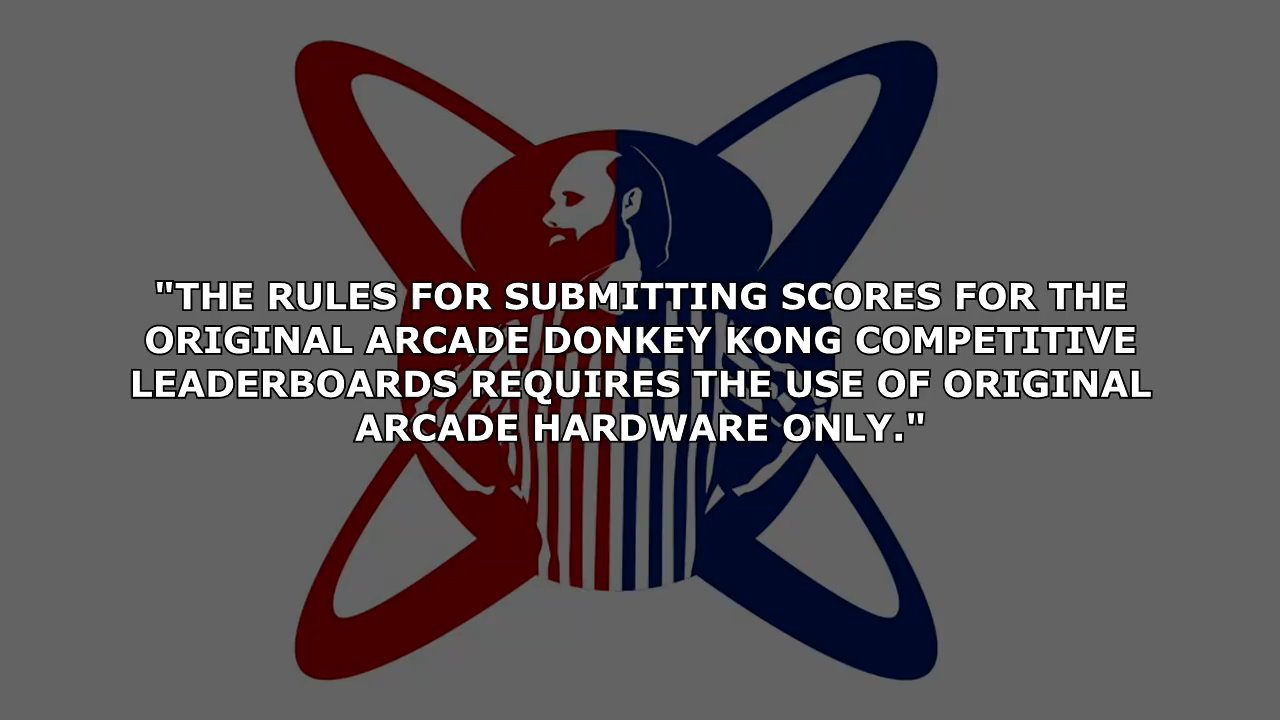 "THE RULES FOR SUBMITTING SCORES FOR THE
ORIGINAL ARCADE DONKEY KONG COMPETITIVE
LEADERBOARDS REQUIRES THE USE OF ORIGINAL
ARCADE HARDWARE ONLY."